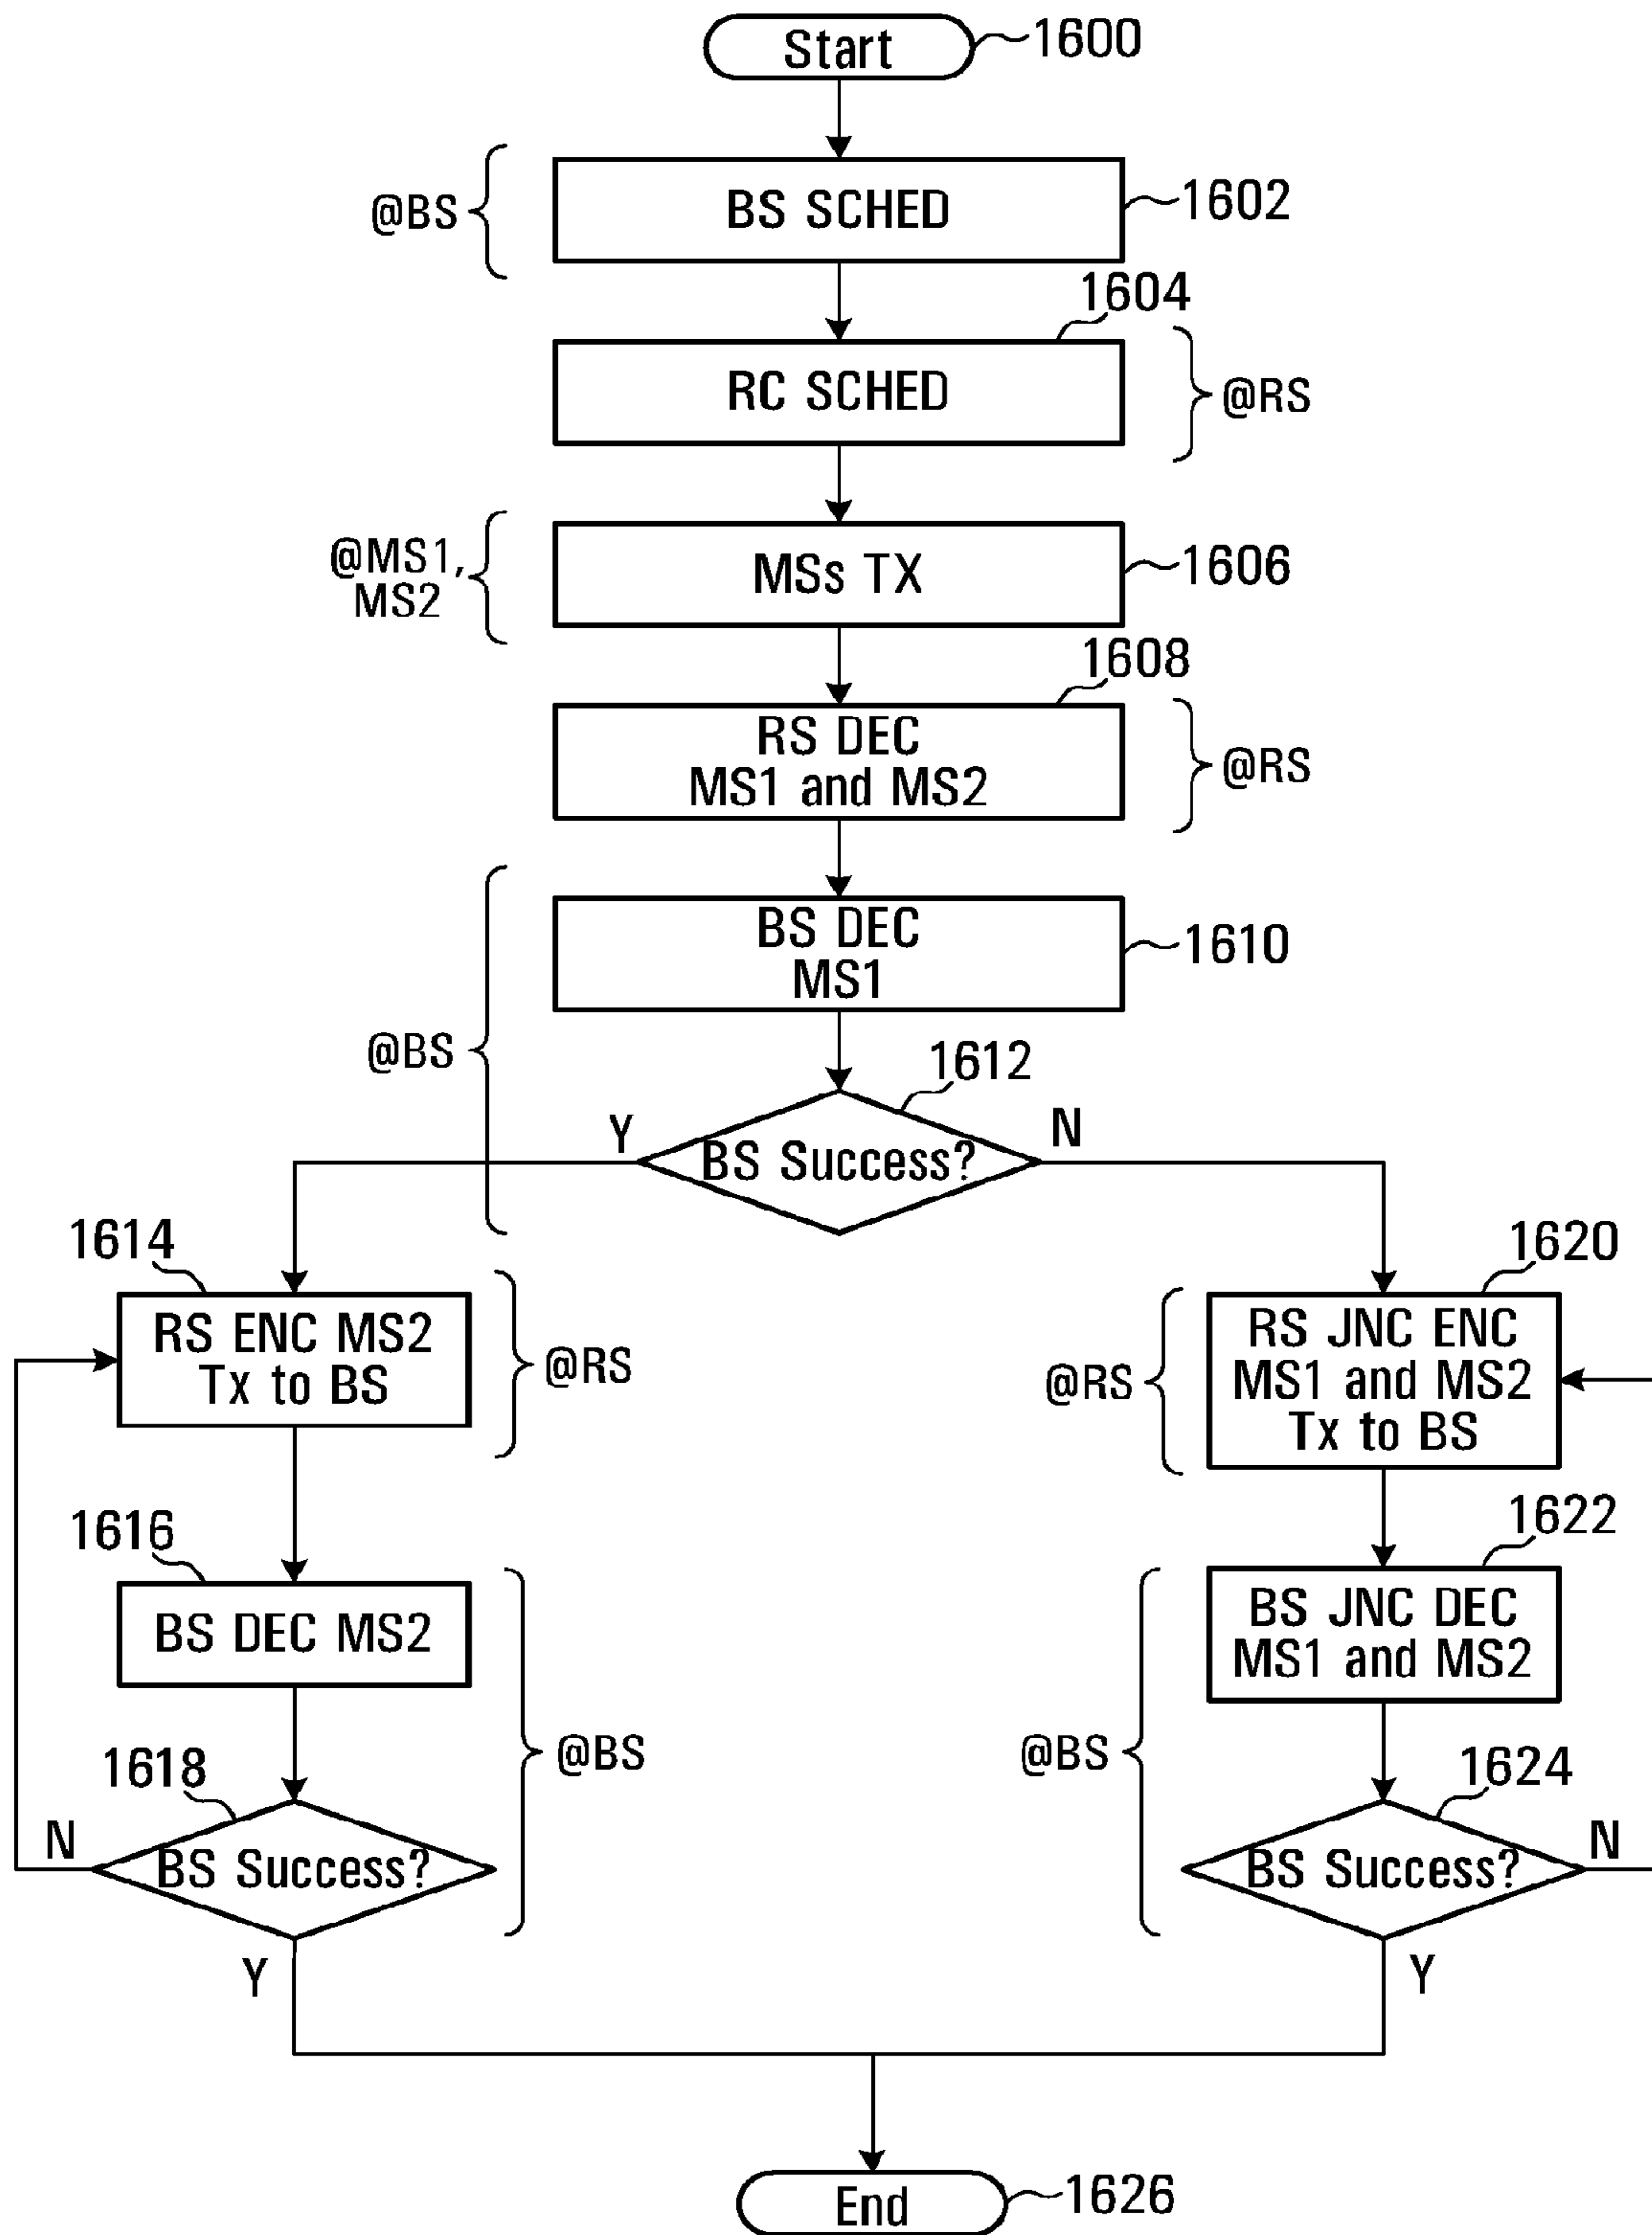 Start
1600
@BS
BS SCHED
1602
1604
RC SCHED
@RS
@MS1,
MS2
MSs TX
1606
1608
RS DEC
MS1 and MS2
@RS
BS DEC
MS1
1610
@BS
1612
Y
BS Success?
N
1614
RS ENC MS2
Tx to BS
@RS
1620
@RS
RS JNC ENC
MS1 and MS2
Tx to BS
1616
BS DEC MS2
1622
BS JNC DEC
MS1 and MS2
@BS
@BS
1618
N
BS Success?
Y
1624
BS Success?
N
Y
End
1626